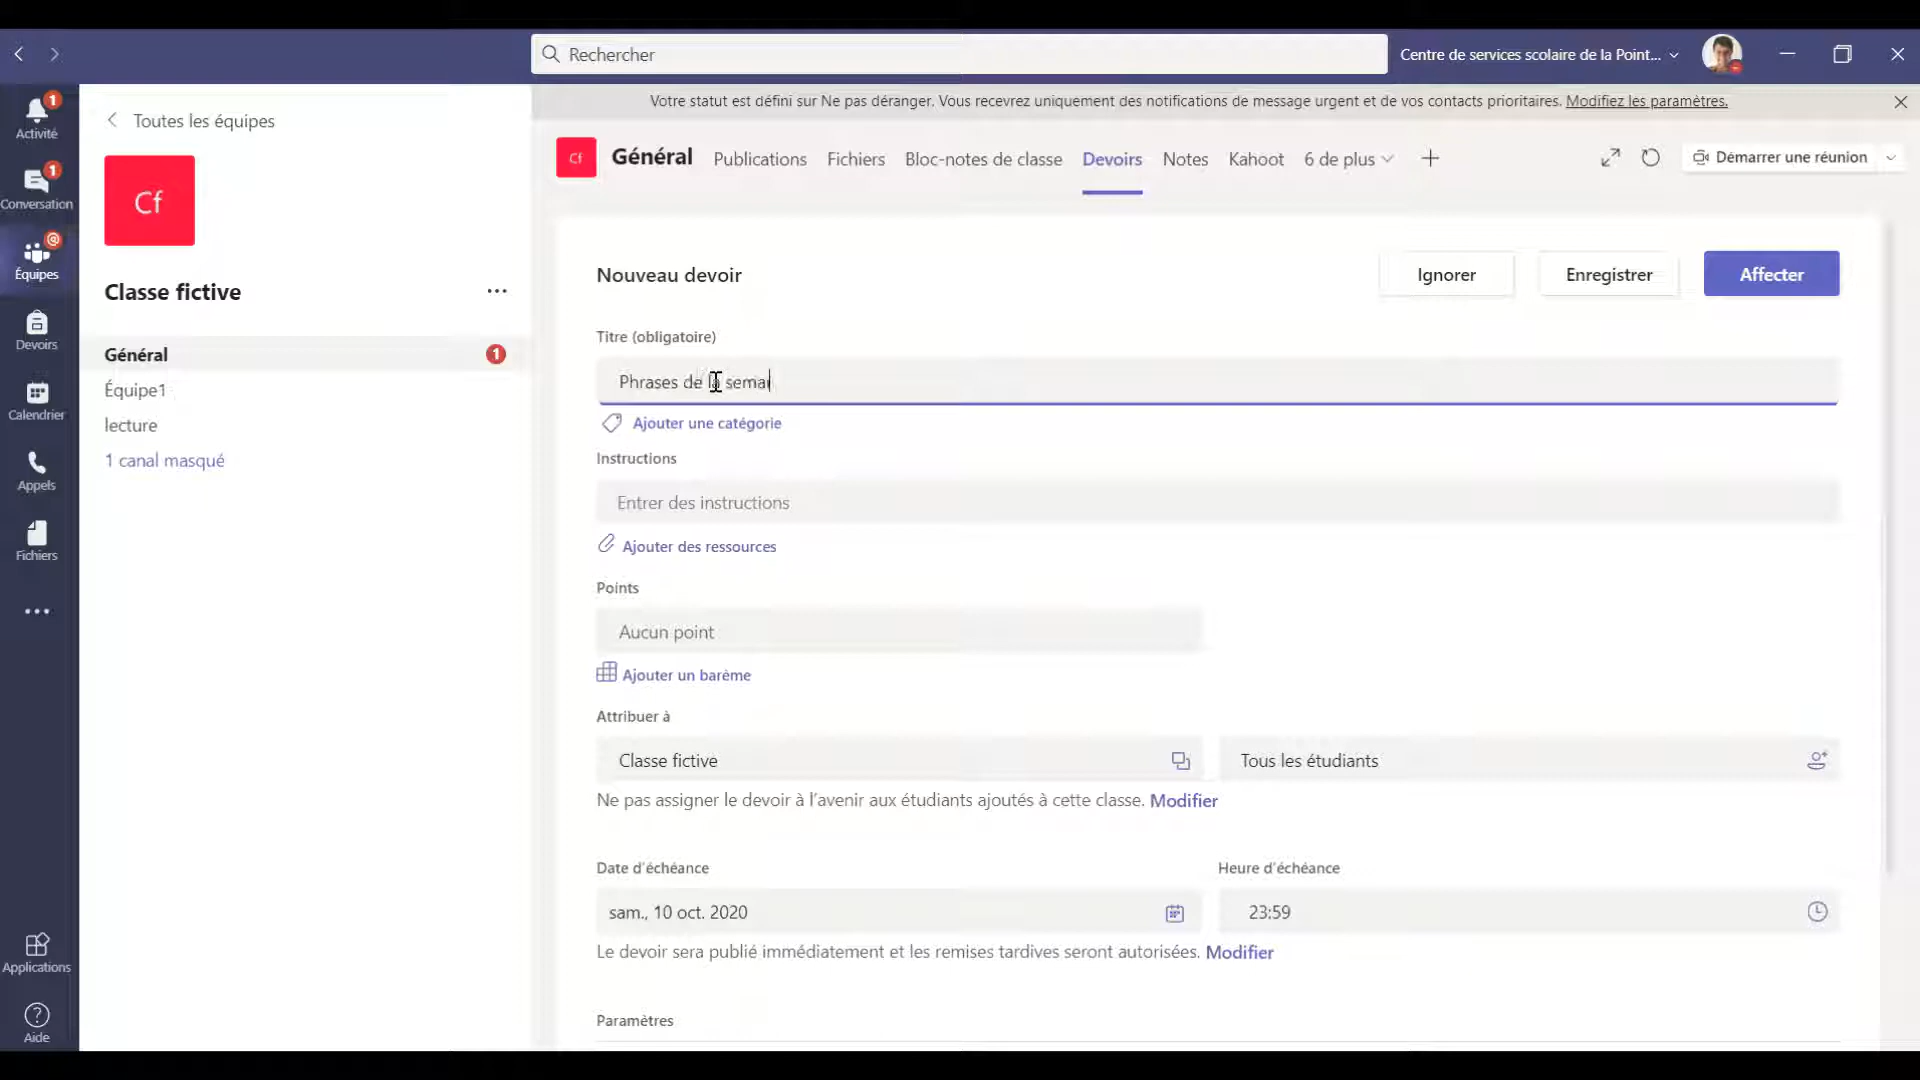 Rechercher
Centre de services scolaire de la Point...
Votre statut est défini sur Ne pas déranger. Vous recevrez uniquement des notifications de message urgent et de vos contacts prioritaires. Modifiez les paramètres.
1
Activité
1
Conversation
@
Équipes
Devoirs
Calendrier
Appels
Fichiers
Applications
Aide
Toutes les équipes
Cf
Classe fictive
Général 1
Équipe1
lecture
1 canal masqué
Cf Général Publications Fichiers Bloc-notes de classe Devoirs Notes Kahoot 6 de plus Démarrer une réunion
Nouveau devoir Ignorer Enregistrer Affecter
Titre (obligatoire)
Phrases de la semai
Ajouter une catégorie
Instructions
Entrer des instructions
Ajouter des ressources
Points
Aucun point
Ajouter un barème
Attribuer à
Classe fictive Tous les étudiants
Ne pas assigner le devoir à l'avenir aux étudiants ajoutés à cette classe. Modifier
Date d'échéance Heure d'échéance
sam., 10 oct. 2020 23:59
Le devoir sera publié immédiatement et les remises tardives seront autorisées. Modifier
Paramètres